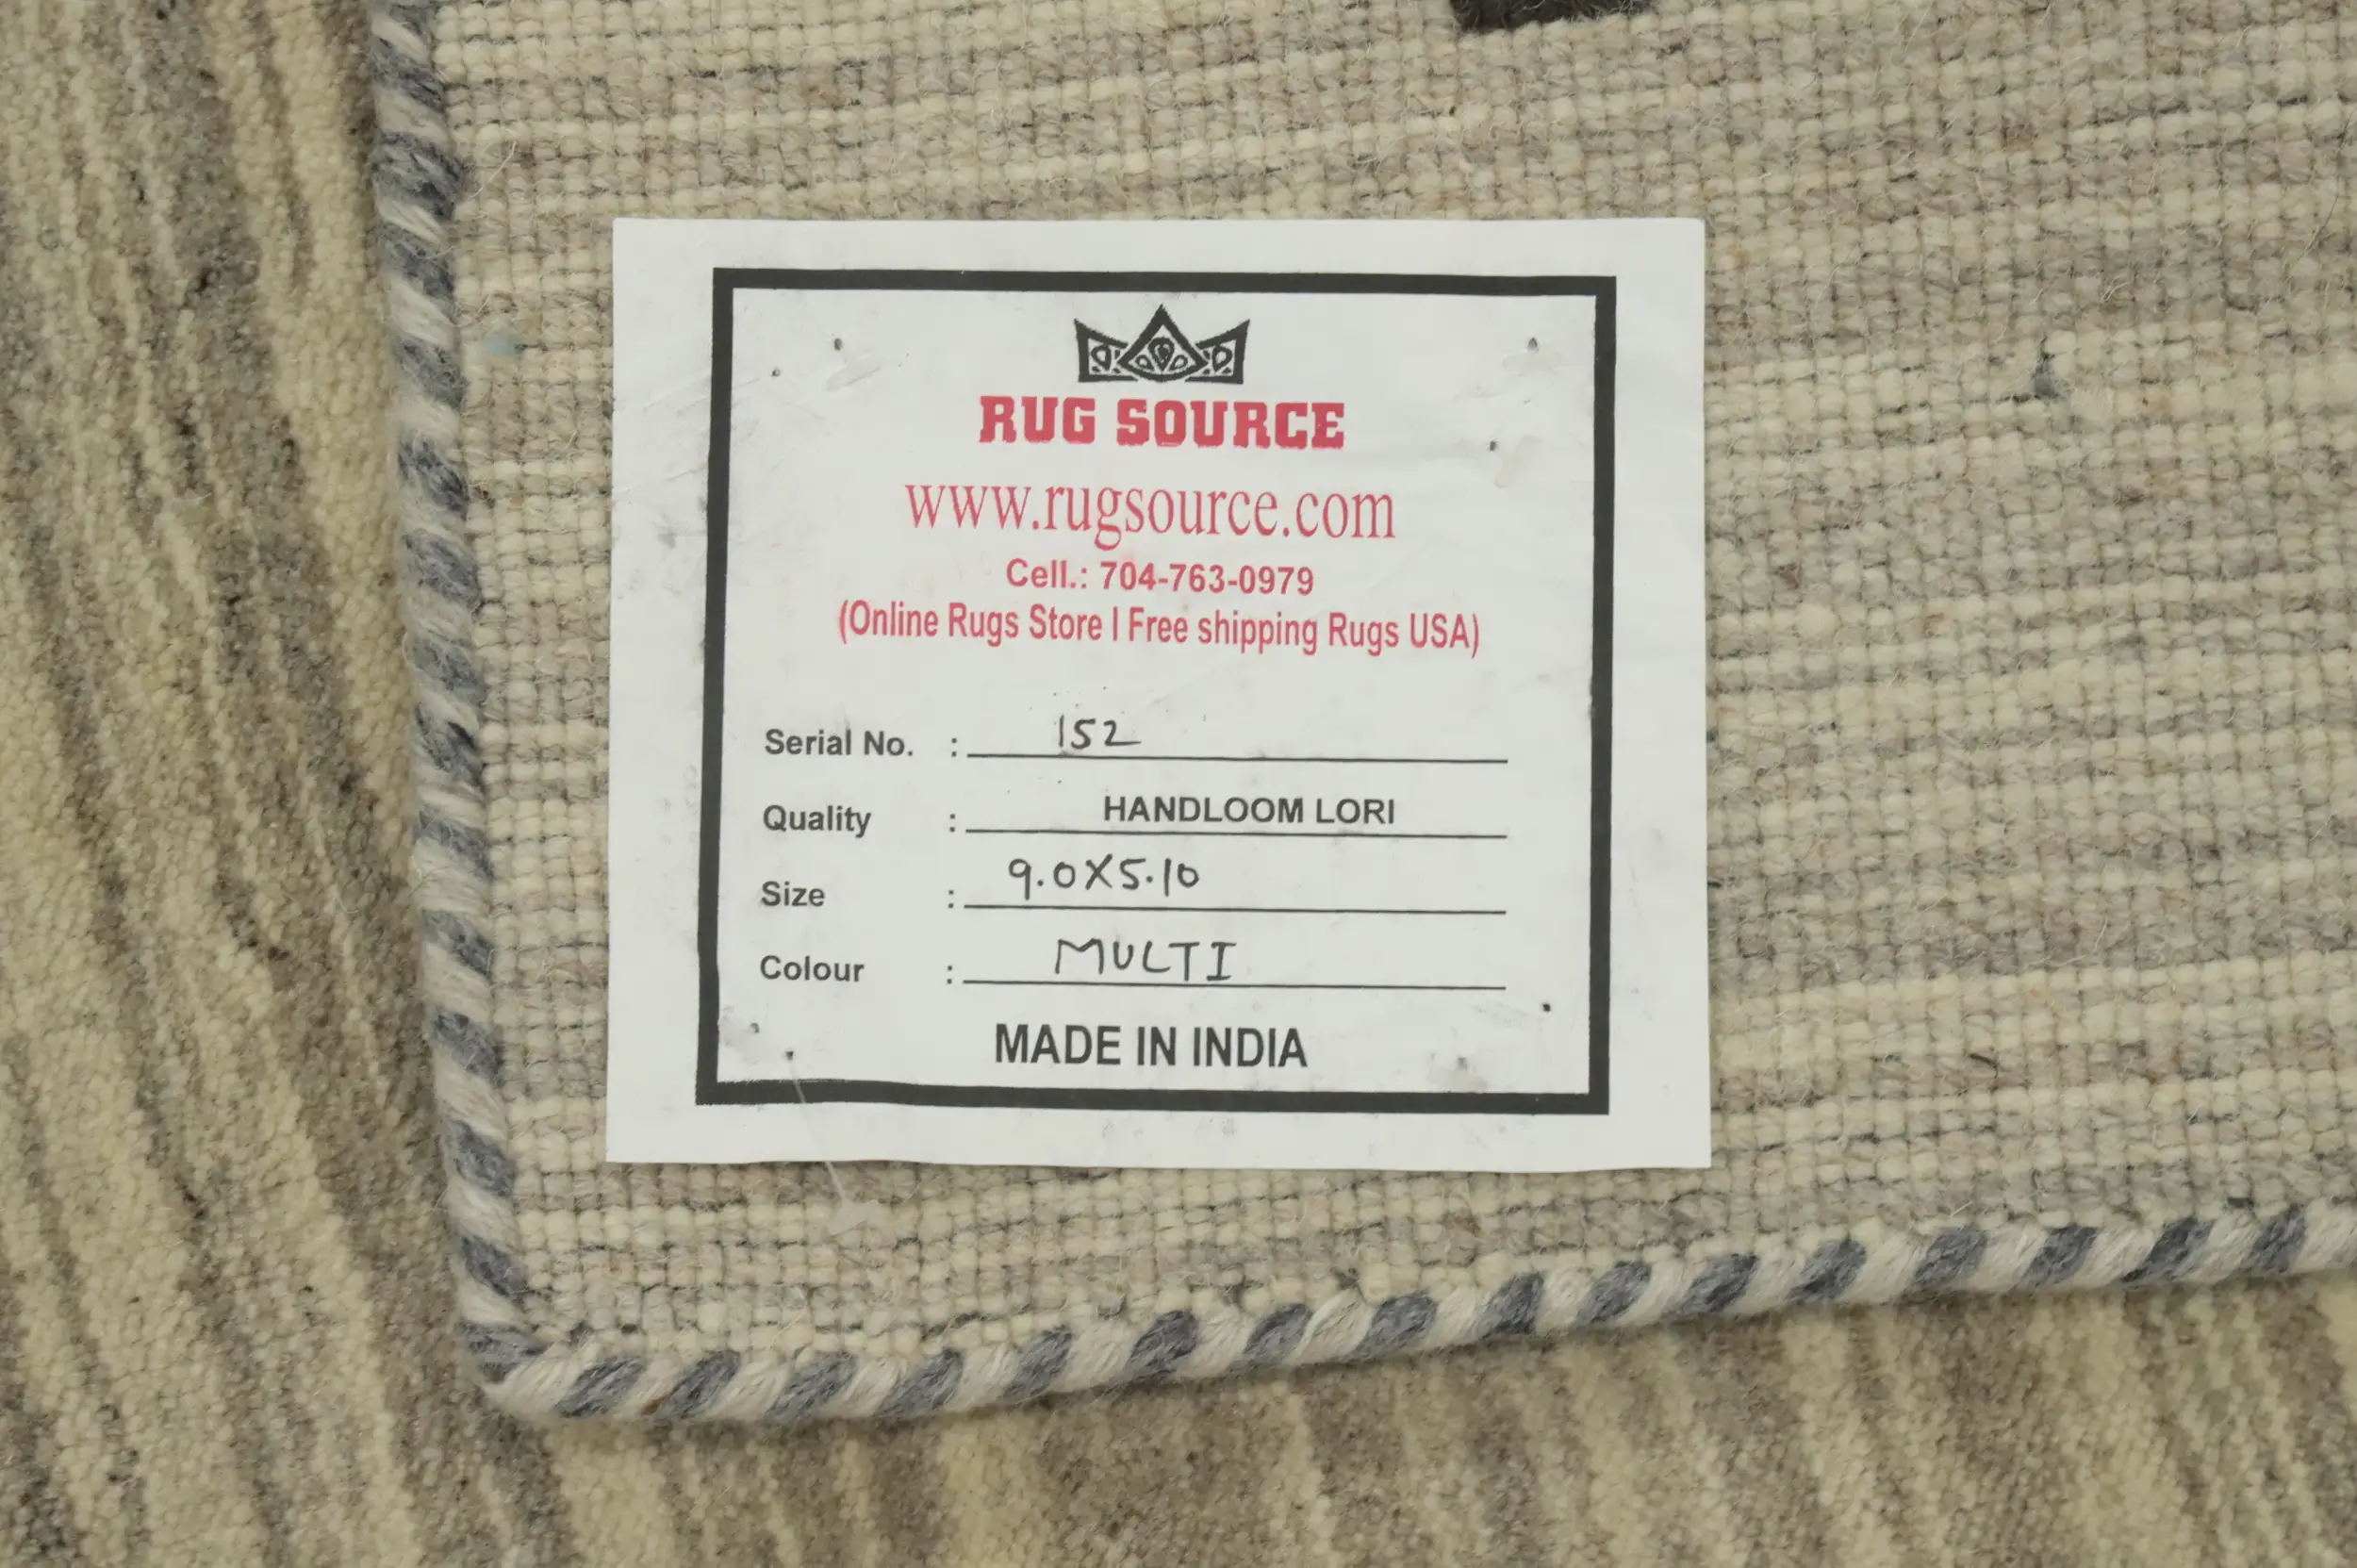 RUG SOURCE
www.rugsource.com
Cell.: 704-763-0979
(Online Rugs Store I Free shipping Rugs USA)
Serial No. : 152
Quality : HANDLOOM LORI
Size : 9.0X5.10
Colour : MULTI
MADE IN INDIA